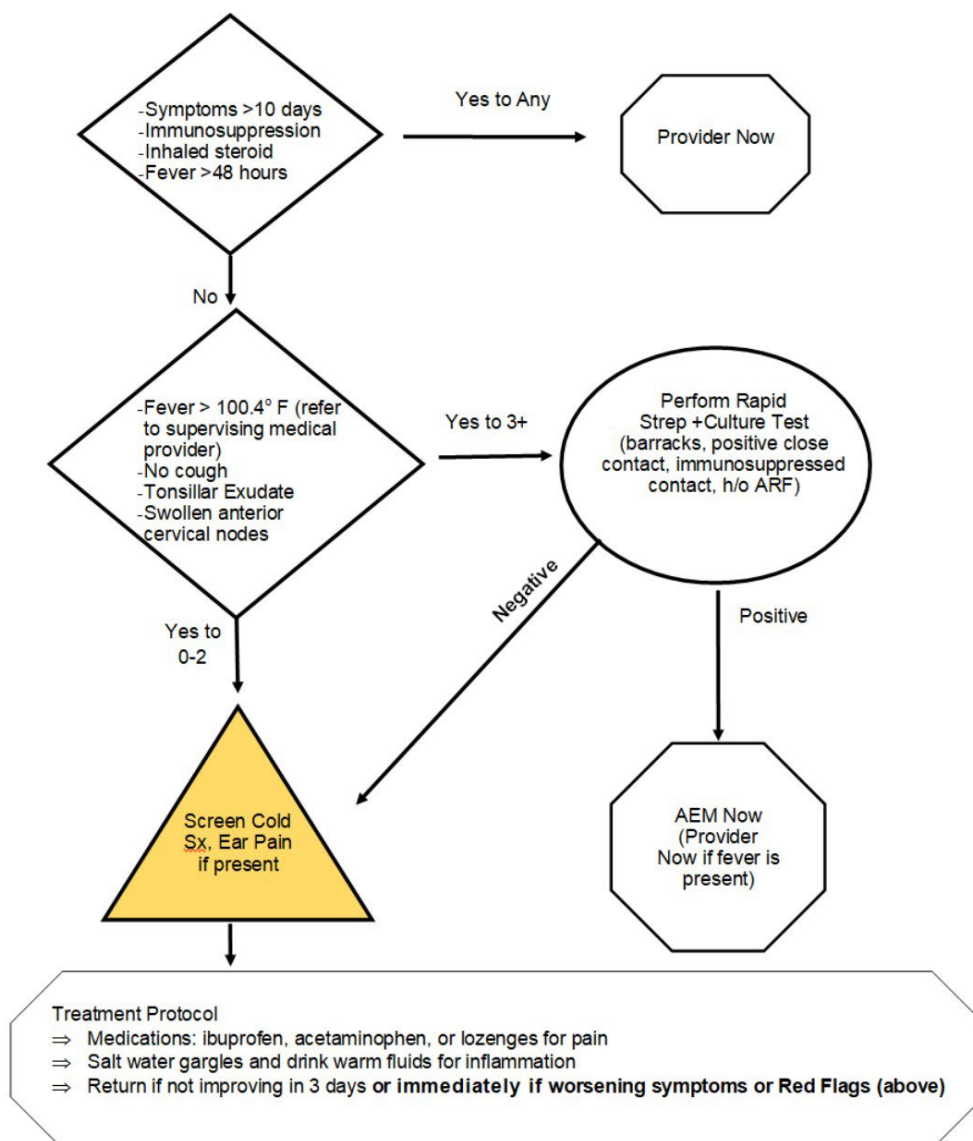 -Symptoms >10 days
-Immunosuppression
-Inhaled steroid
-Fever >48 hours
Yes to Any
Provider Now
No
-Fever > 100.4° F (refer
to supervising medical
provider)
-No cough
-Tonsillar Exudate
-Swollen anterior
cervical nodes
Yes to 3+
Perform Rapid
Strep +Culture Test
(barracks, positive close
contact, immunosuppressed
contact, h/o ARF)
Negative
Positive
Yes to
0-2
Screen Cold
Sx, Ear Pain
if present
AEM Now
(Provider
Now if fever is
present)
Treatment Protocol
⇒ Medications: ibuprofen, acetaminophen, or lozenges for pain
⇒ Salt water gargles and drink warm fluids for inflammation
⇒ Return if not improving in 3 days or immediately if worsening symptoms or Red Flags (above)